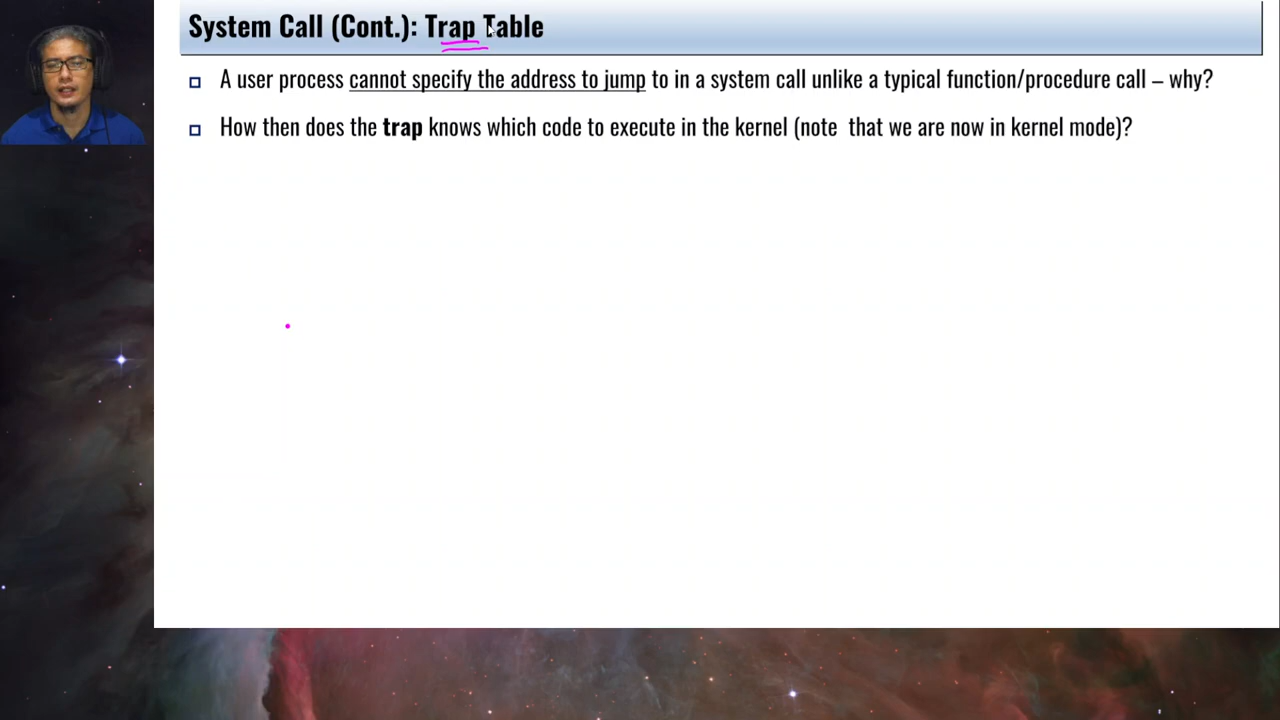 System Call (Cont.): Trap Table
A user process cannot specify the address to jump to in a system call unlike a typical function/procedure call – why?
How then does the trap knows which code to execute in the kernel (note that we are now in kernel mode)?